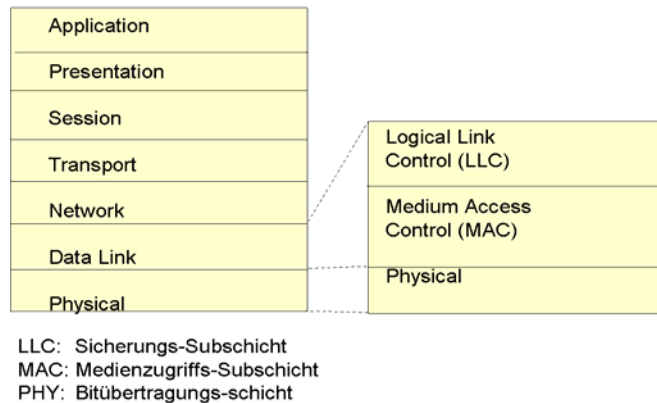 Application
Presentation
Session
Transport
Network
Data Link
Physical
Logical Link
Control (LLC)
Medium Access
Control (MAC)
Physical
LLC: Sicherungs-Subschicht
MAC: Medienzugriffs-Subschicht
PHY: Bitübertragungs-schicht